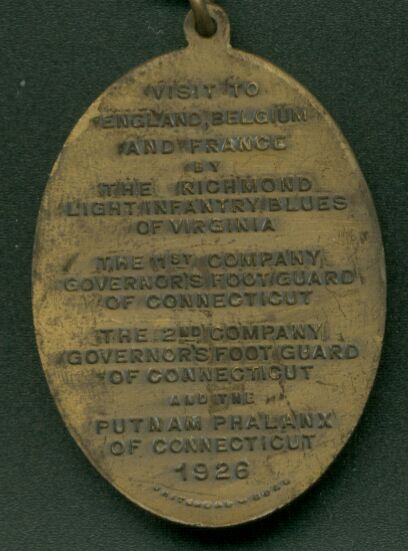 VISIT TO
ENGLAND, BELGIUM
AND FRANCE
BY
THE RICHMOND
LIGHT INFANTRY BLUES
OF VIRGINIA
THE 1ST COMPANY
GOVERNOR'S FOOT GUARD
OF CONNECTICUT
THE 2ND COMPANY
GOVERNOR'S FOOT GUARD
OF CONNECTICUT
AND THE
PUTNAM PHALANX
OF CONNECTICUT
1926